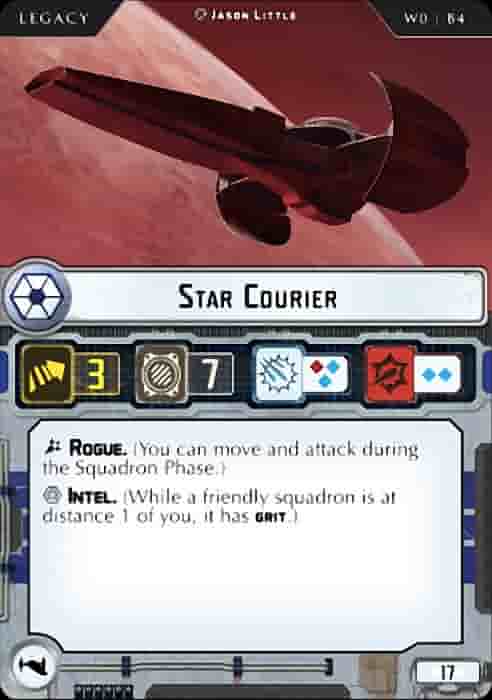 LEGACY
© JASON LITTLE
W0 : B4
STAR COURIER
3
7
ROGUE. (You can move and attack during
the Squadron Phase.)
INTEL. (While a friendly squadron is at
distance 1 of you, it has GRIT.)
17